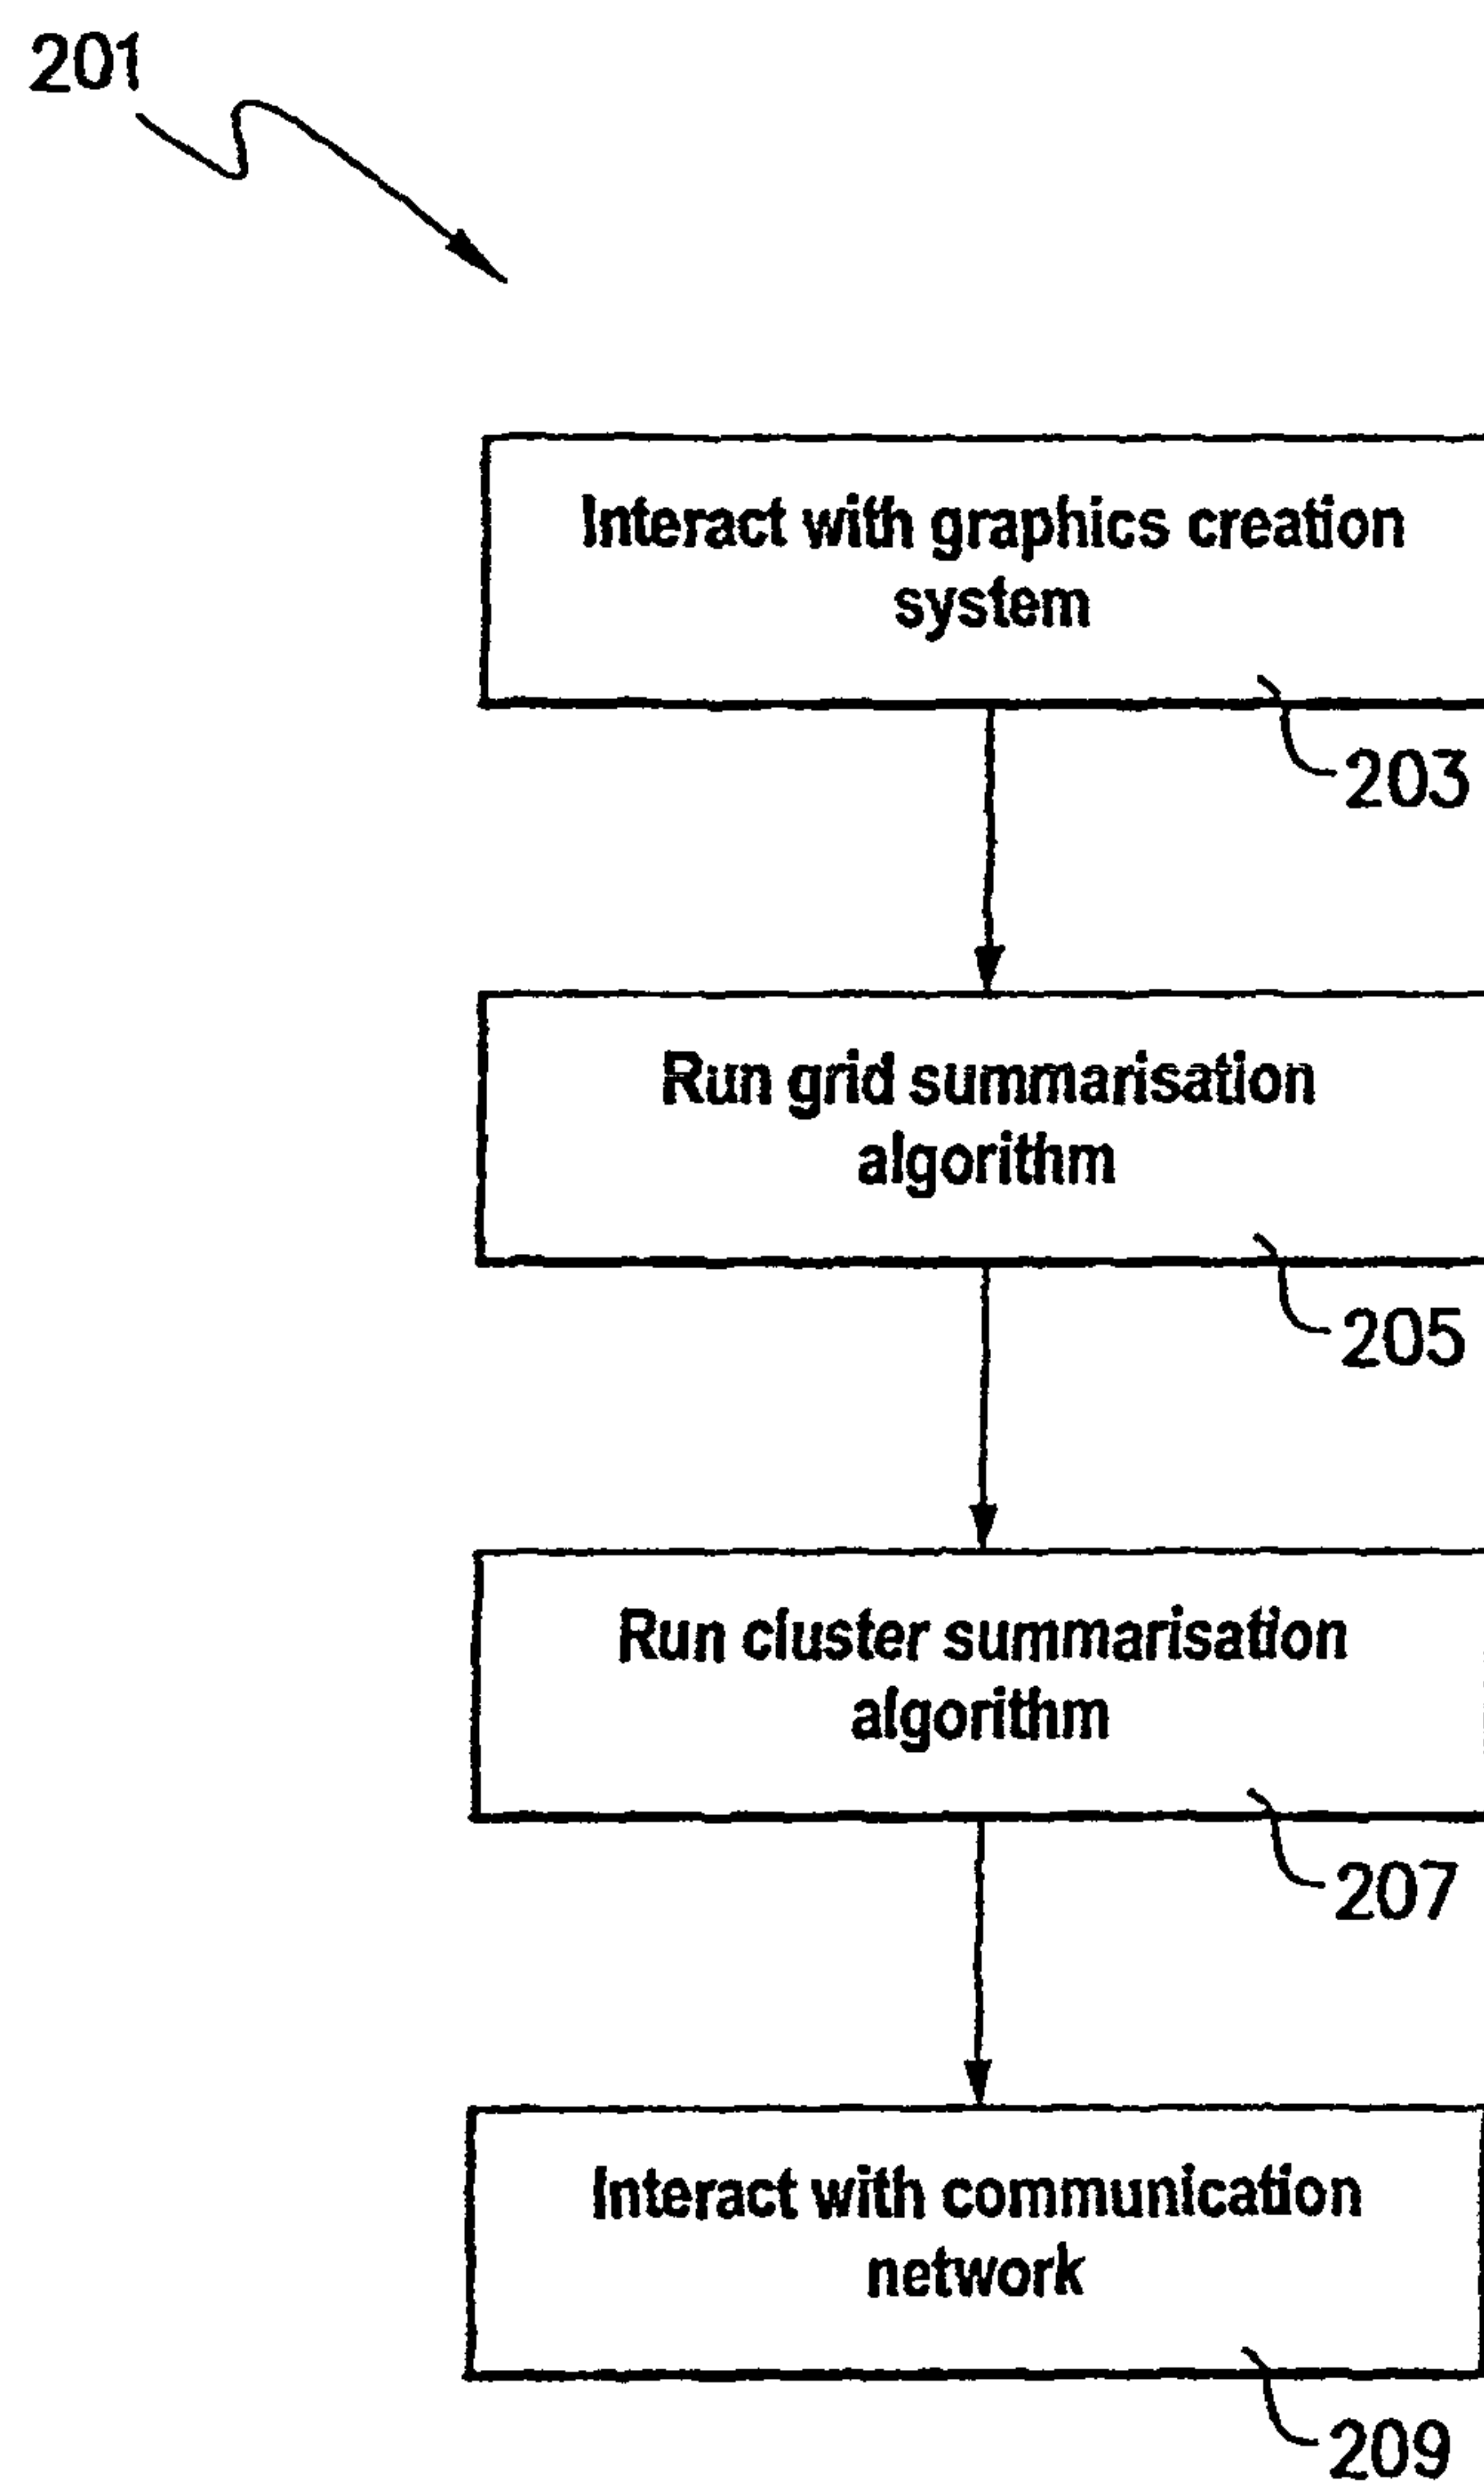 201
Interact with graphics creation
system
203
Run grid summarisation
algorithm
205
Run cluster summarisation
algorithm
207
Interact with communication
network
209